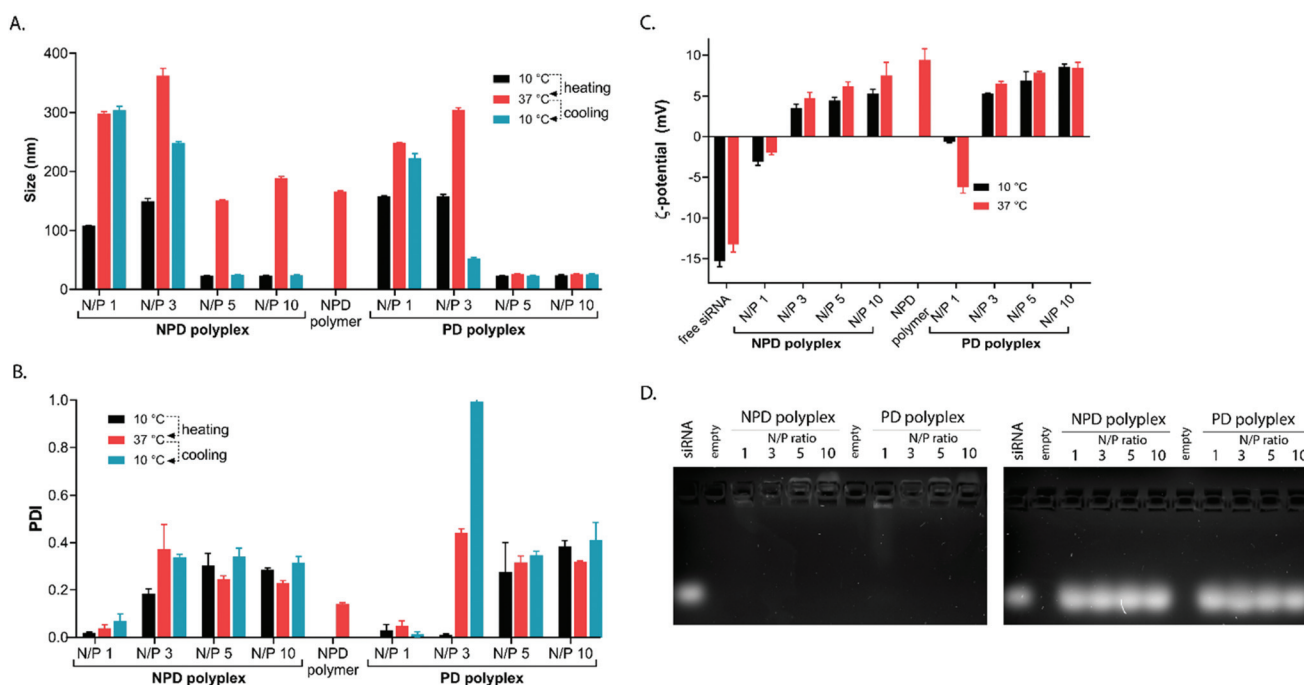 A.
400
300
200
100
0
Size (nm)
10 °C
37 °C
10 °C
heating
cooling
N/P 1
N/P 3
N/P 5
N/P 10
NPD
polymer
N/P 1
N/P 3
N/P 5
N/P 10
NPD polyplex
PD polyplex
B.
1.0
0.8
0.6
0.4
0.2
0.0
PDI
10 °C
37 °C
10 °C
heating
cooling
N/P 1
N/P 3
N/P 5
N/P 10
NPD
polymer
N/P 1
N/P 3
N/P 5
N/P 10
NPD polyplex
PD polyplex
C.
10
5
0
-5
-10
-15
ζ-potential (mV)
10 °C
37 °C
free siRNA
N/P 1
N/P 3
N/P 5
N/P 10
NPD
polymer
N/P 1
N/P 3
N/P 5
N/P 10
NPD polyplex
PD polyplex
D.
siRNA
empty
NPD polyplex
N/P ratio
1 3 5 10
empty
PD polyplex
N/P ratio
1 3 5 10
siRNA
empty
NPD polyplex
N/P ratio
1 3 5 10
empty
PD polyplex
N/P ratio
1 3 5 10